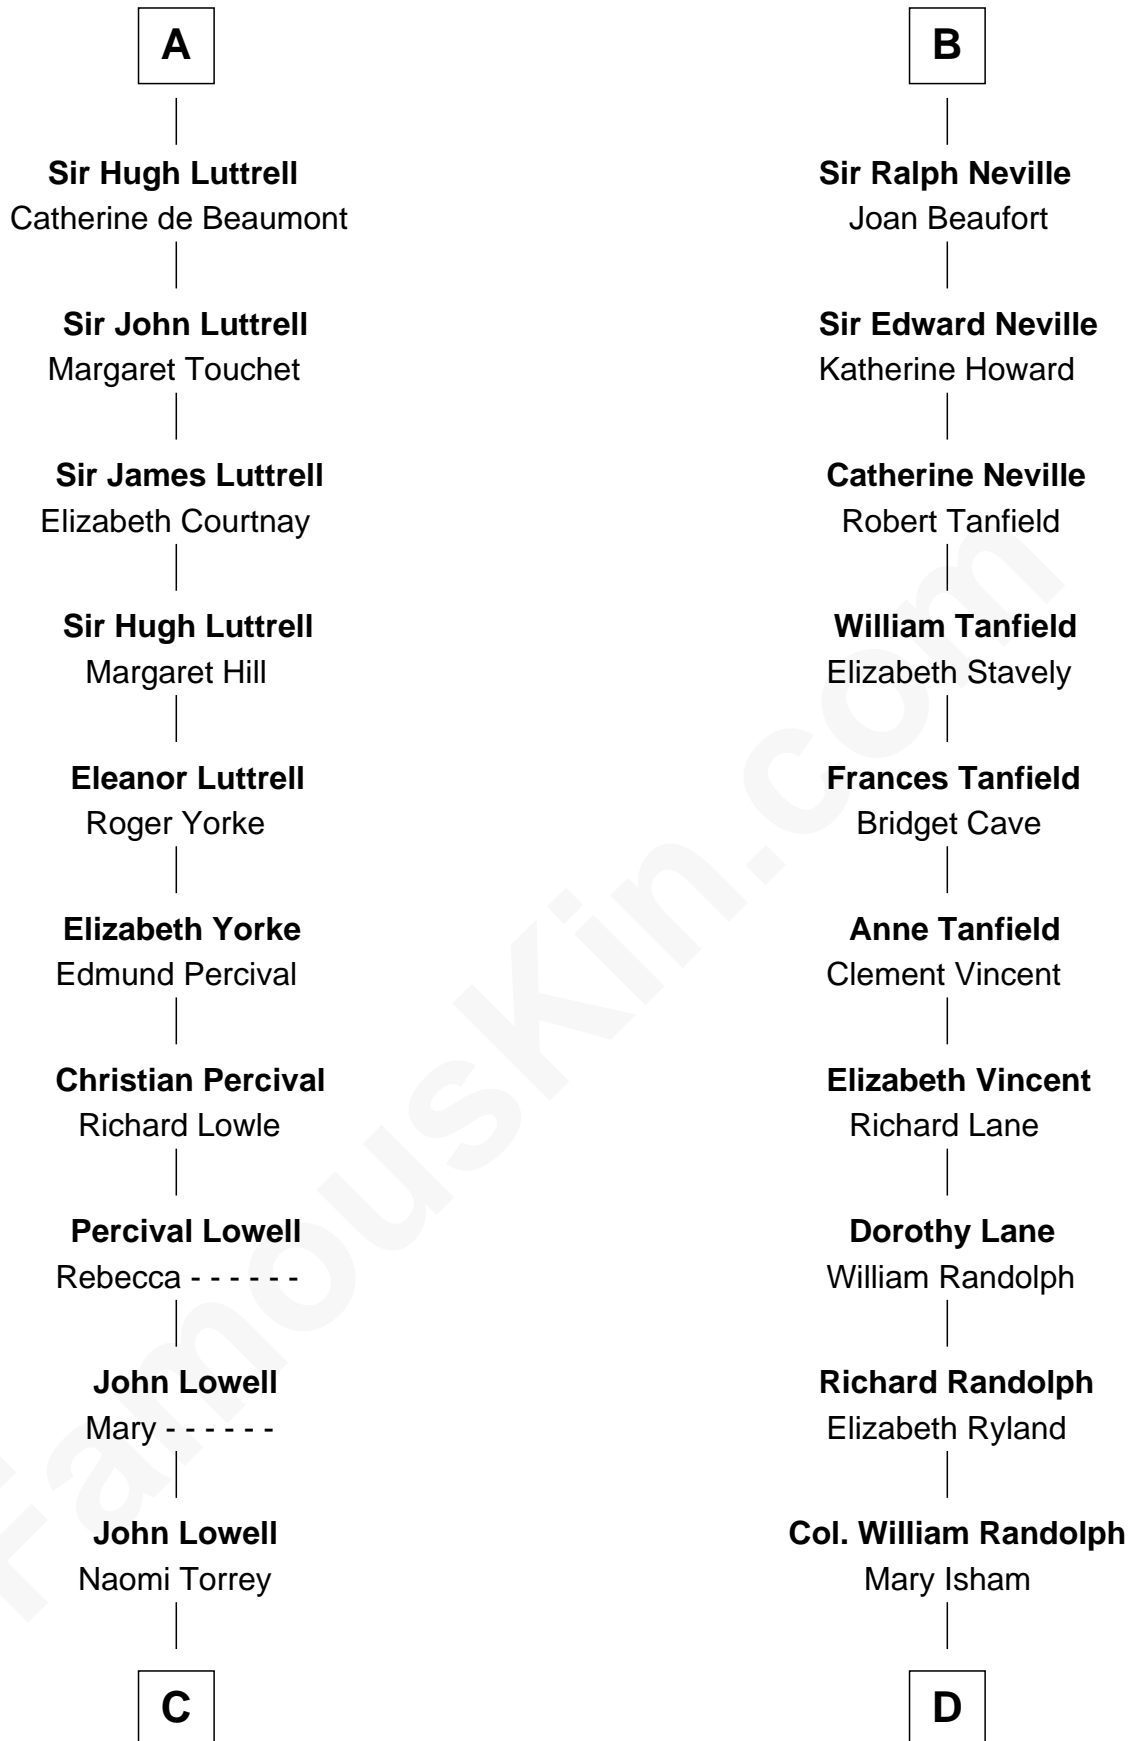 A
Sir Hugh Luttrell
Catherine de Beaumont
Sir John Luttrell
Margaret Touchet
Sir James Luttrell
Elizabeth Courtnay
Sir Hugh Luttrell
Margaret Hill
Eleanor Luttrell
Roger Yorke
Elizabeth Yorke
Edmund Percival
Christian Percival
Richard Lowle
Percival Lowell
Rebecca - - - - - -
John Lowell
Mary - - - - - -
John Lowell
Naomi Torrey
C
B
Sir Ralph Neville
Joan Beaufort
Sir Edward Neville
Katherine Howard
Catherine Neville
Robert Tanfield
William Tanfield
Elizabeth Stavely
Frances Tanfield
Bridget Cave
Anne Tanfield
Clement Vincent
Elizabeth Vincent
Richard Lane
Dorothy Lane
William Randolph
Richard Randolph
Elizabeth Ryland
Col. William Randolph
Mary Isham
D
FamousKin.com